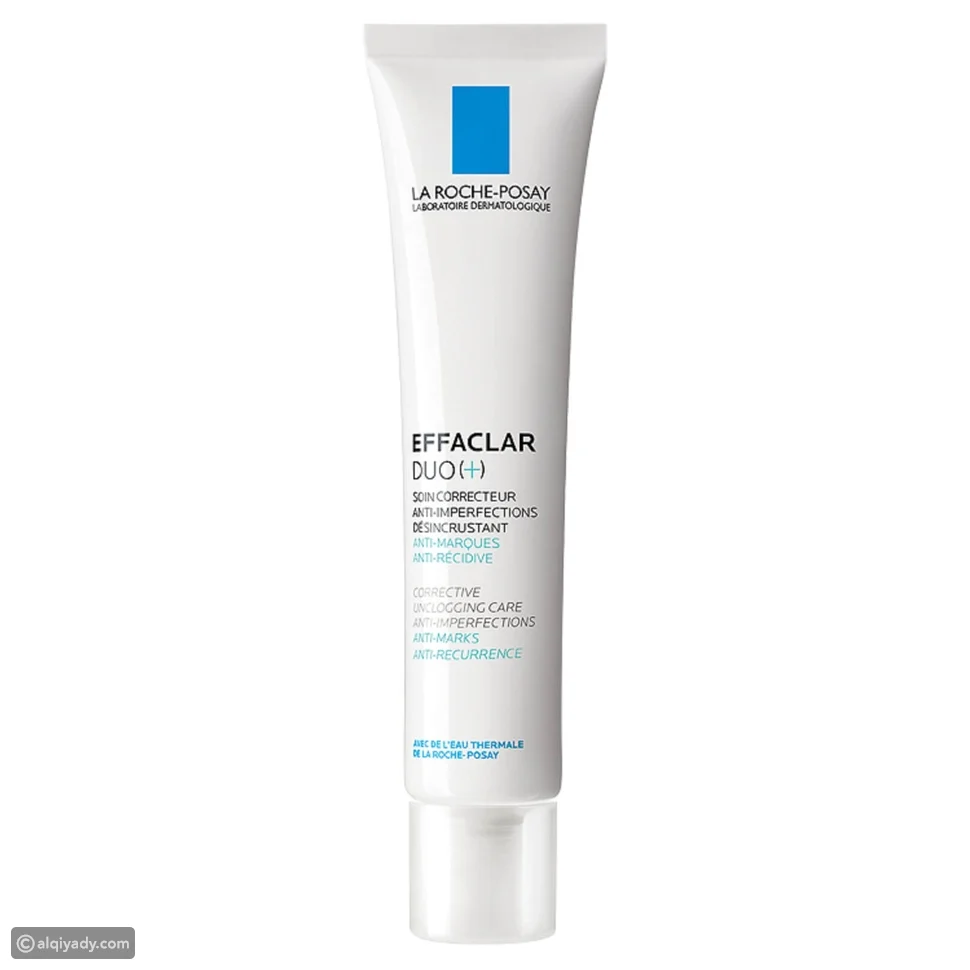 LA ROCHE-POSAY
LABORATOIRE DERMATOLOGIQUE
EFFACLAR
DUO(+)
SOIN CORRECTEUR
ANTI-IMPERFECTIONS
DÉSINCRUSTANT
ANTI-MARQUES
ANTI-RÉCIDIVE
CORRECTIVE
UNCLOGGING CARE
ANTI-IMPERFECTIONS
ANTI-MARKS
ANTI-RECURRENCE
AVEC DE L'EAU THERMALE
DE LA ROCHE-POSAY
©alqiyady.com